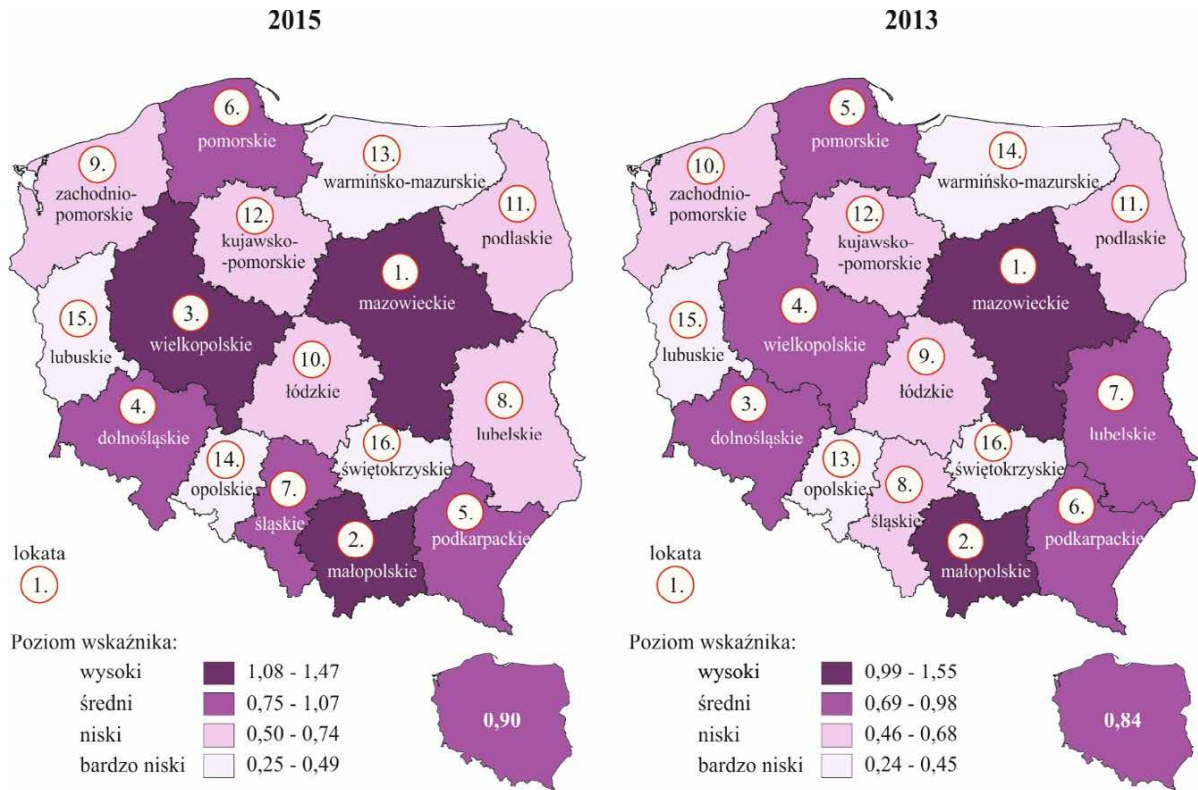 2015
6.
pomorskie
9.
zachodnio-
pomorskie
13.
warmińsko-mazurskie
11.
podlaskie
12.
kujawsko-
-pomorskie
1.
mazowieckie
15.
lubuskie
3.
wielkopolskie
10.
łódzkie
8.
lubelskie
4.
dolnośląskie
14.
opolskie
16.
świętokrzyskie
7.
śląskie
5.
podkarpackie
2.
małopolskie
lokata
1.
Poziom wskaźnika:
wysoki 1,08 - 1,47
średni 0,75 - 1,07
niski 0,50 - 0,74
bardzo niski 0,25 - 0,49
0,90
2013
5.
pomorskie
10.
zachodnio-
pomorskie
14.
warmińsko-mazurskie
11.
podlaskie
12.
kujawsko-
-pomorskie
1.
mazowieckie
15.
lubuskie
4.
wielkopolskie
9.
łódzkie
7.
lubelskie
3.
dolnośląskie
13.
opolskie
16.
świętokrzyskie
8.
śląskie
6.
podkarpackie
2.
małopolskie
lokata
1.
Poziom wskaźnika:
wysoki 0,99 - 1,55
średni 0,69 - 0,98
niski 0,46 - 0,68
bardzo niski 0,24 - 0,45
0,84